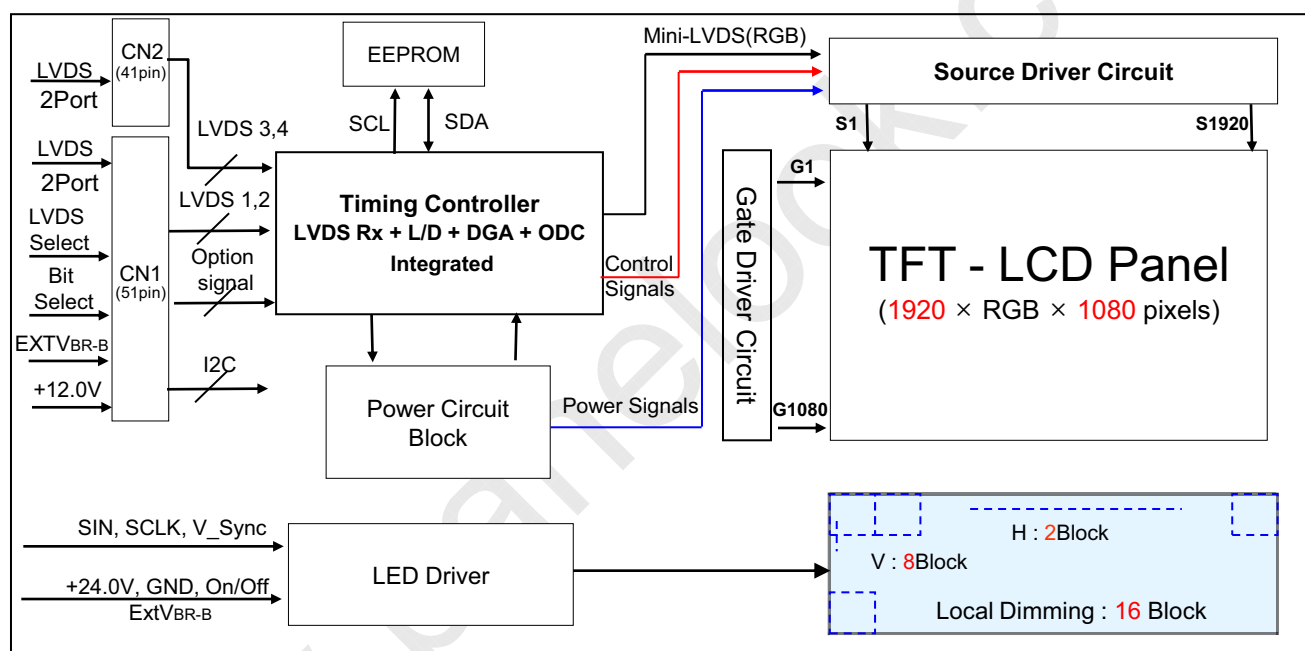 CN2
(41pin)
LVDS
2Port
EEPROM
SCL
SDA
LVDS 3,4
Mini-LVDS(RGB)
Source Driver Circuit
S1
S1920
LVDS
2Port
LVDS
Select
Bit
Select
EXTVBR-B
+12.0V
CN1
(51pin)
LVDS 1,2
Option
signal
I2C
Timing Controller
LVDS Rx + L/D + DGA + ODC
Integrated
Control
Signals
Power Circuit
Block
Power Signals
Gate Driver Circuit
G1
G1080
TFT - LCD Panel
(1920 × RGB × 1080 pixels)
SIN, SCLK, V_Sync
+24.0V, GND, On/Off
ExtVBR-B
LED Driver
H : 2Block
V : 8Block
Local Dimming : 16 Block
panelook.c